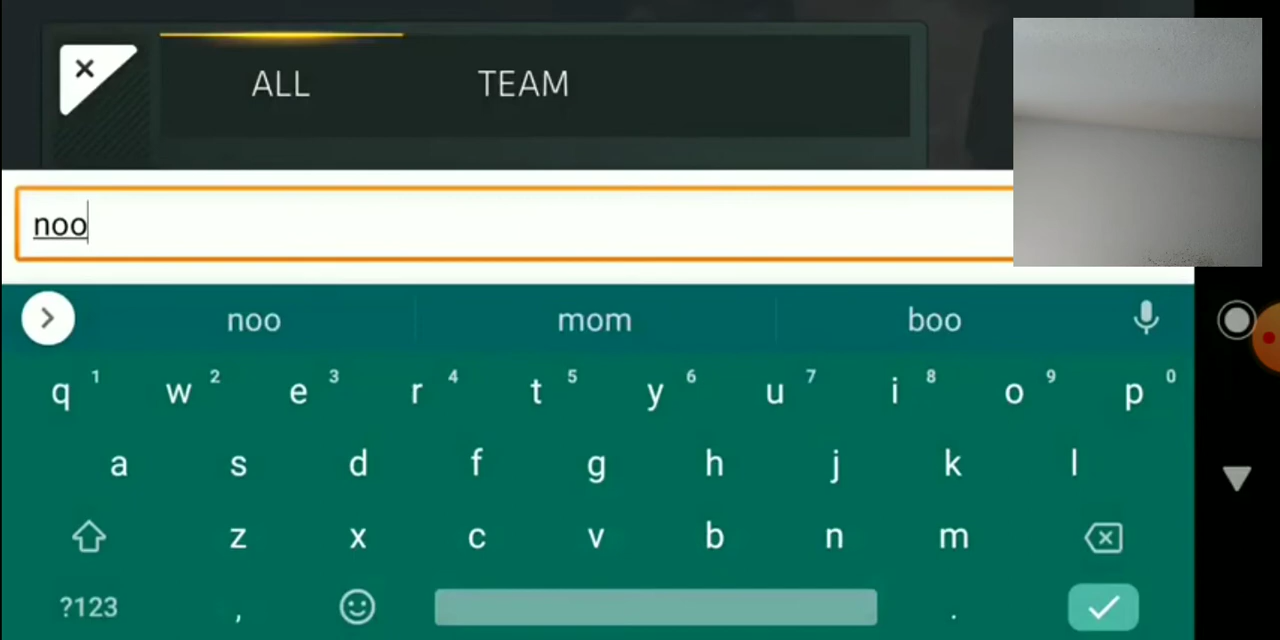 ALL TEAM
noo
noo mom boo
q 1 w 2 e 3 r 4 t 5 y 6 u 7 i 8 o 9 p 0
a s d f g h j k l
z x c v b n m
?123 , .